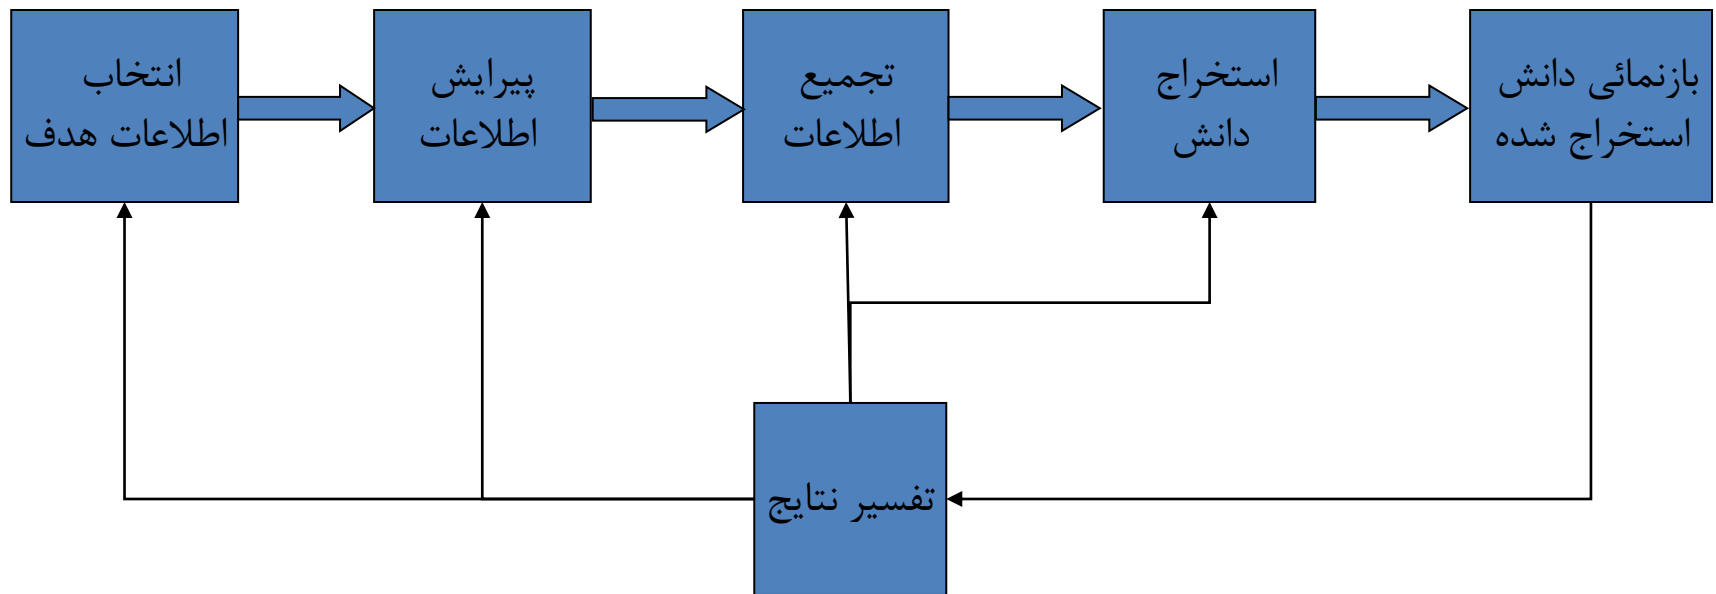 انتخاب
اطلاعات هدف
پیرایش
اطلاعات
تجمیع
اطلاعات
استخراج
دانش
بازنمائی دانش
استخراج شده
تفسیر نتایج